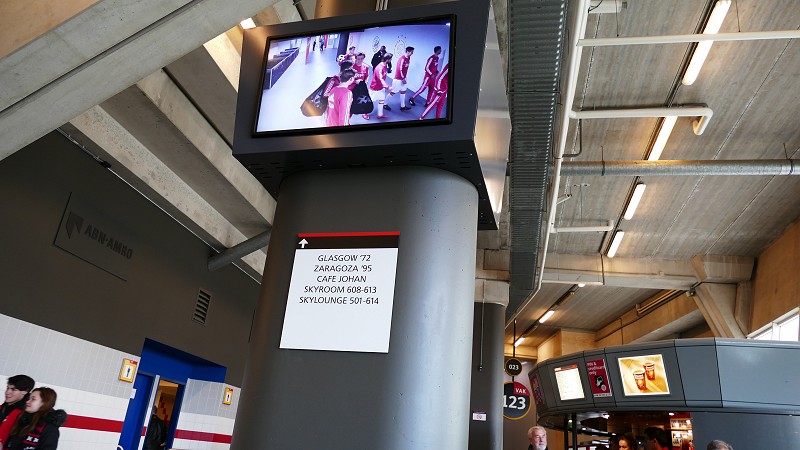 ABN·AMRO
GLASGOW '72
ZARAGOZA '95
CAFE JOHAN
SKYROOM 608-613
SKYLOUNGE 501-614
023
VAK
123